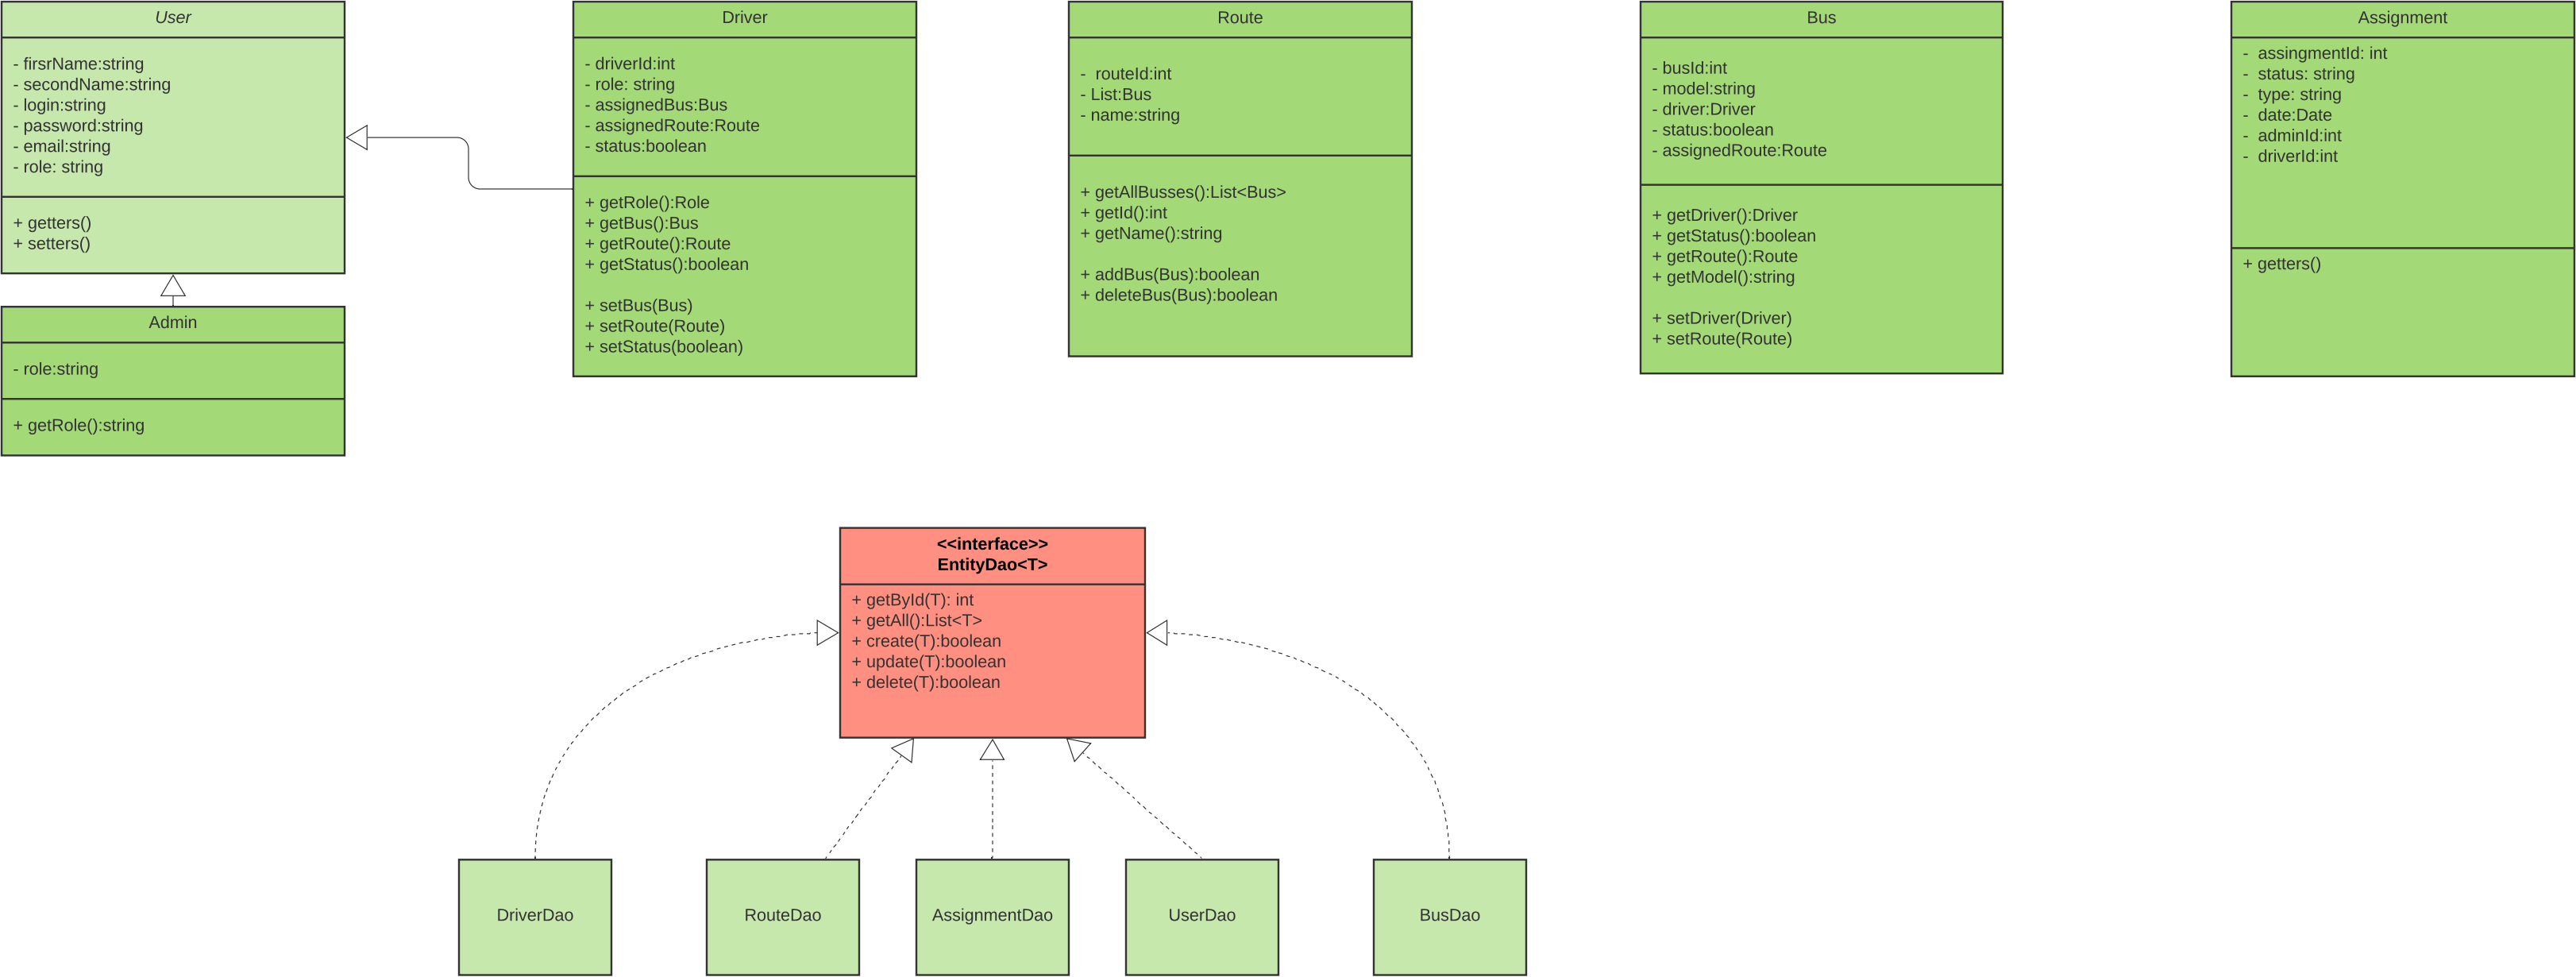 User
- firsrName:string
- secondName:string
- login:string
- password:string
- email:string
- role: string
+ getters()
+ setters()
Admin
- role:string
+ getRole():string
Driver
- driverId:int
- role: string
- assignedBus:Bus
- assignedRoute:Route
- status:boolean
+ getRole():Role
+ getBus():Bus
+ getRoute():Route
+ getStatus():boolean
+ setBus(Bus)
+ setRoute(Route)
+ setStatus(boolean)
Route
- routeId:int
- List:Bus
- name:string
+ getAllBusses():List<Bus>
+ getId():int
+ getName():string
+ addBus(Bus):boolean
+ deleteBus(Bus):boolean
Bus
- busId:int
- model:string
- driver:Driver
- status:boolean
- assignedRoute:Route
+ getDriver():Driver
+ getStatus():boolean
+ getRoute():Route
+ getModel():string
+ setDriver(Driver)
+ setRoute(Route)
Assignment
- assingmentId: int
- status: string
- type: string
- date:Date
- adminId:int
- driverId:int
+ getters()
<<interface>>
EntityDao<T>
+ getById(T): int
+ getAll():List<T>
+ create(T):boolean
+ update(T):boolean
+ delete(T):boolean
DriverDao
RouteDao
AssignmentDao
UserDao
BusDao